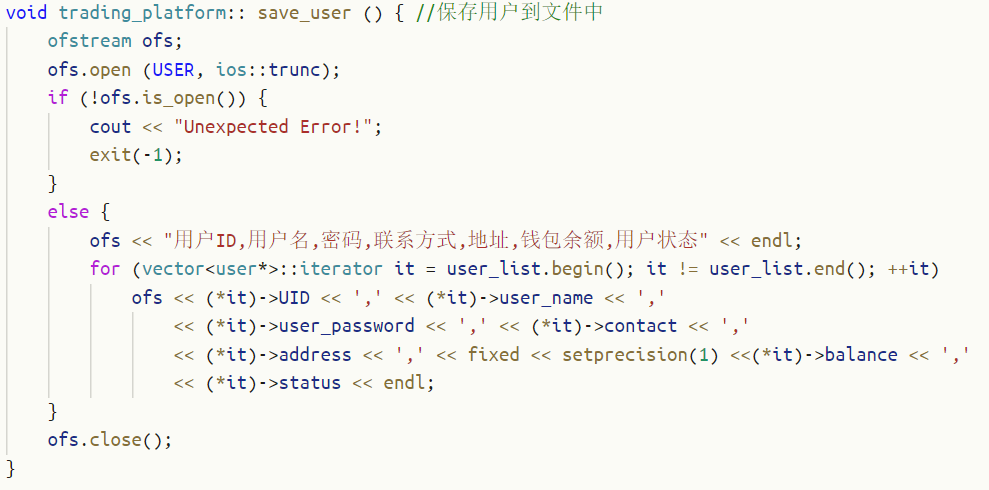 void trading_platform:: save_user () { //保存用户到文件中
    ofstream ofs;
    ofs.open (USER, ios::trunc);
    if (!ofs.is_open()) {
        cout << "Unexpected Error!";
        exit(-1);
    }
    else {
        ofs << "用户ID,用户名,密码,联系方式,地址,钱包余额,用户状态" << endl;
        for (vector<user*>::iterator it = user_list.begin(); it != user_list.end(); ++it)
            ofs << (*it)->UID << ',' << (*it)->user_name << ','
                << (*it)->user_password << ',' << (*it)->contact << ','
                << (*it)->address << ',' << fixed << setprecision(1) <<(*it)->balance << ','
                << (*it)->status << endl;
    }
    ofs.close();
}